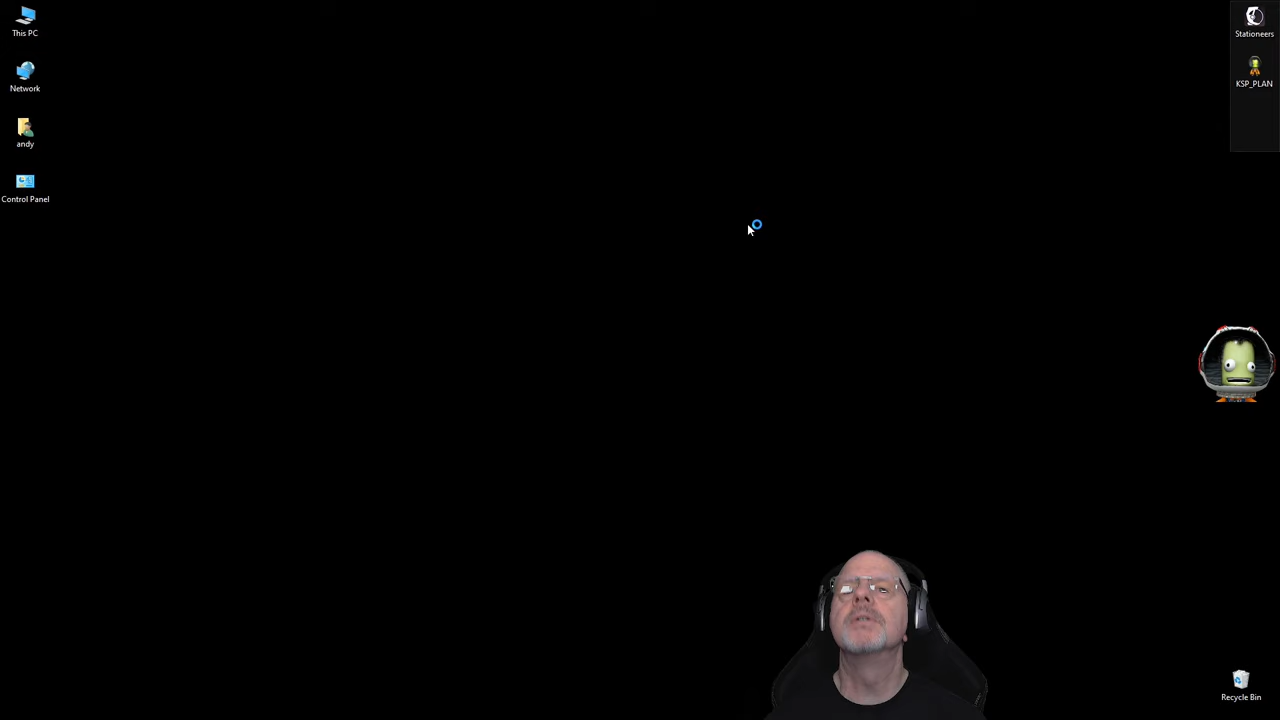 This PC
Network
andy
Control Panel
Stationeers
KSP_PLAN
Recycle Bin